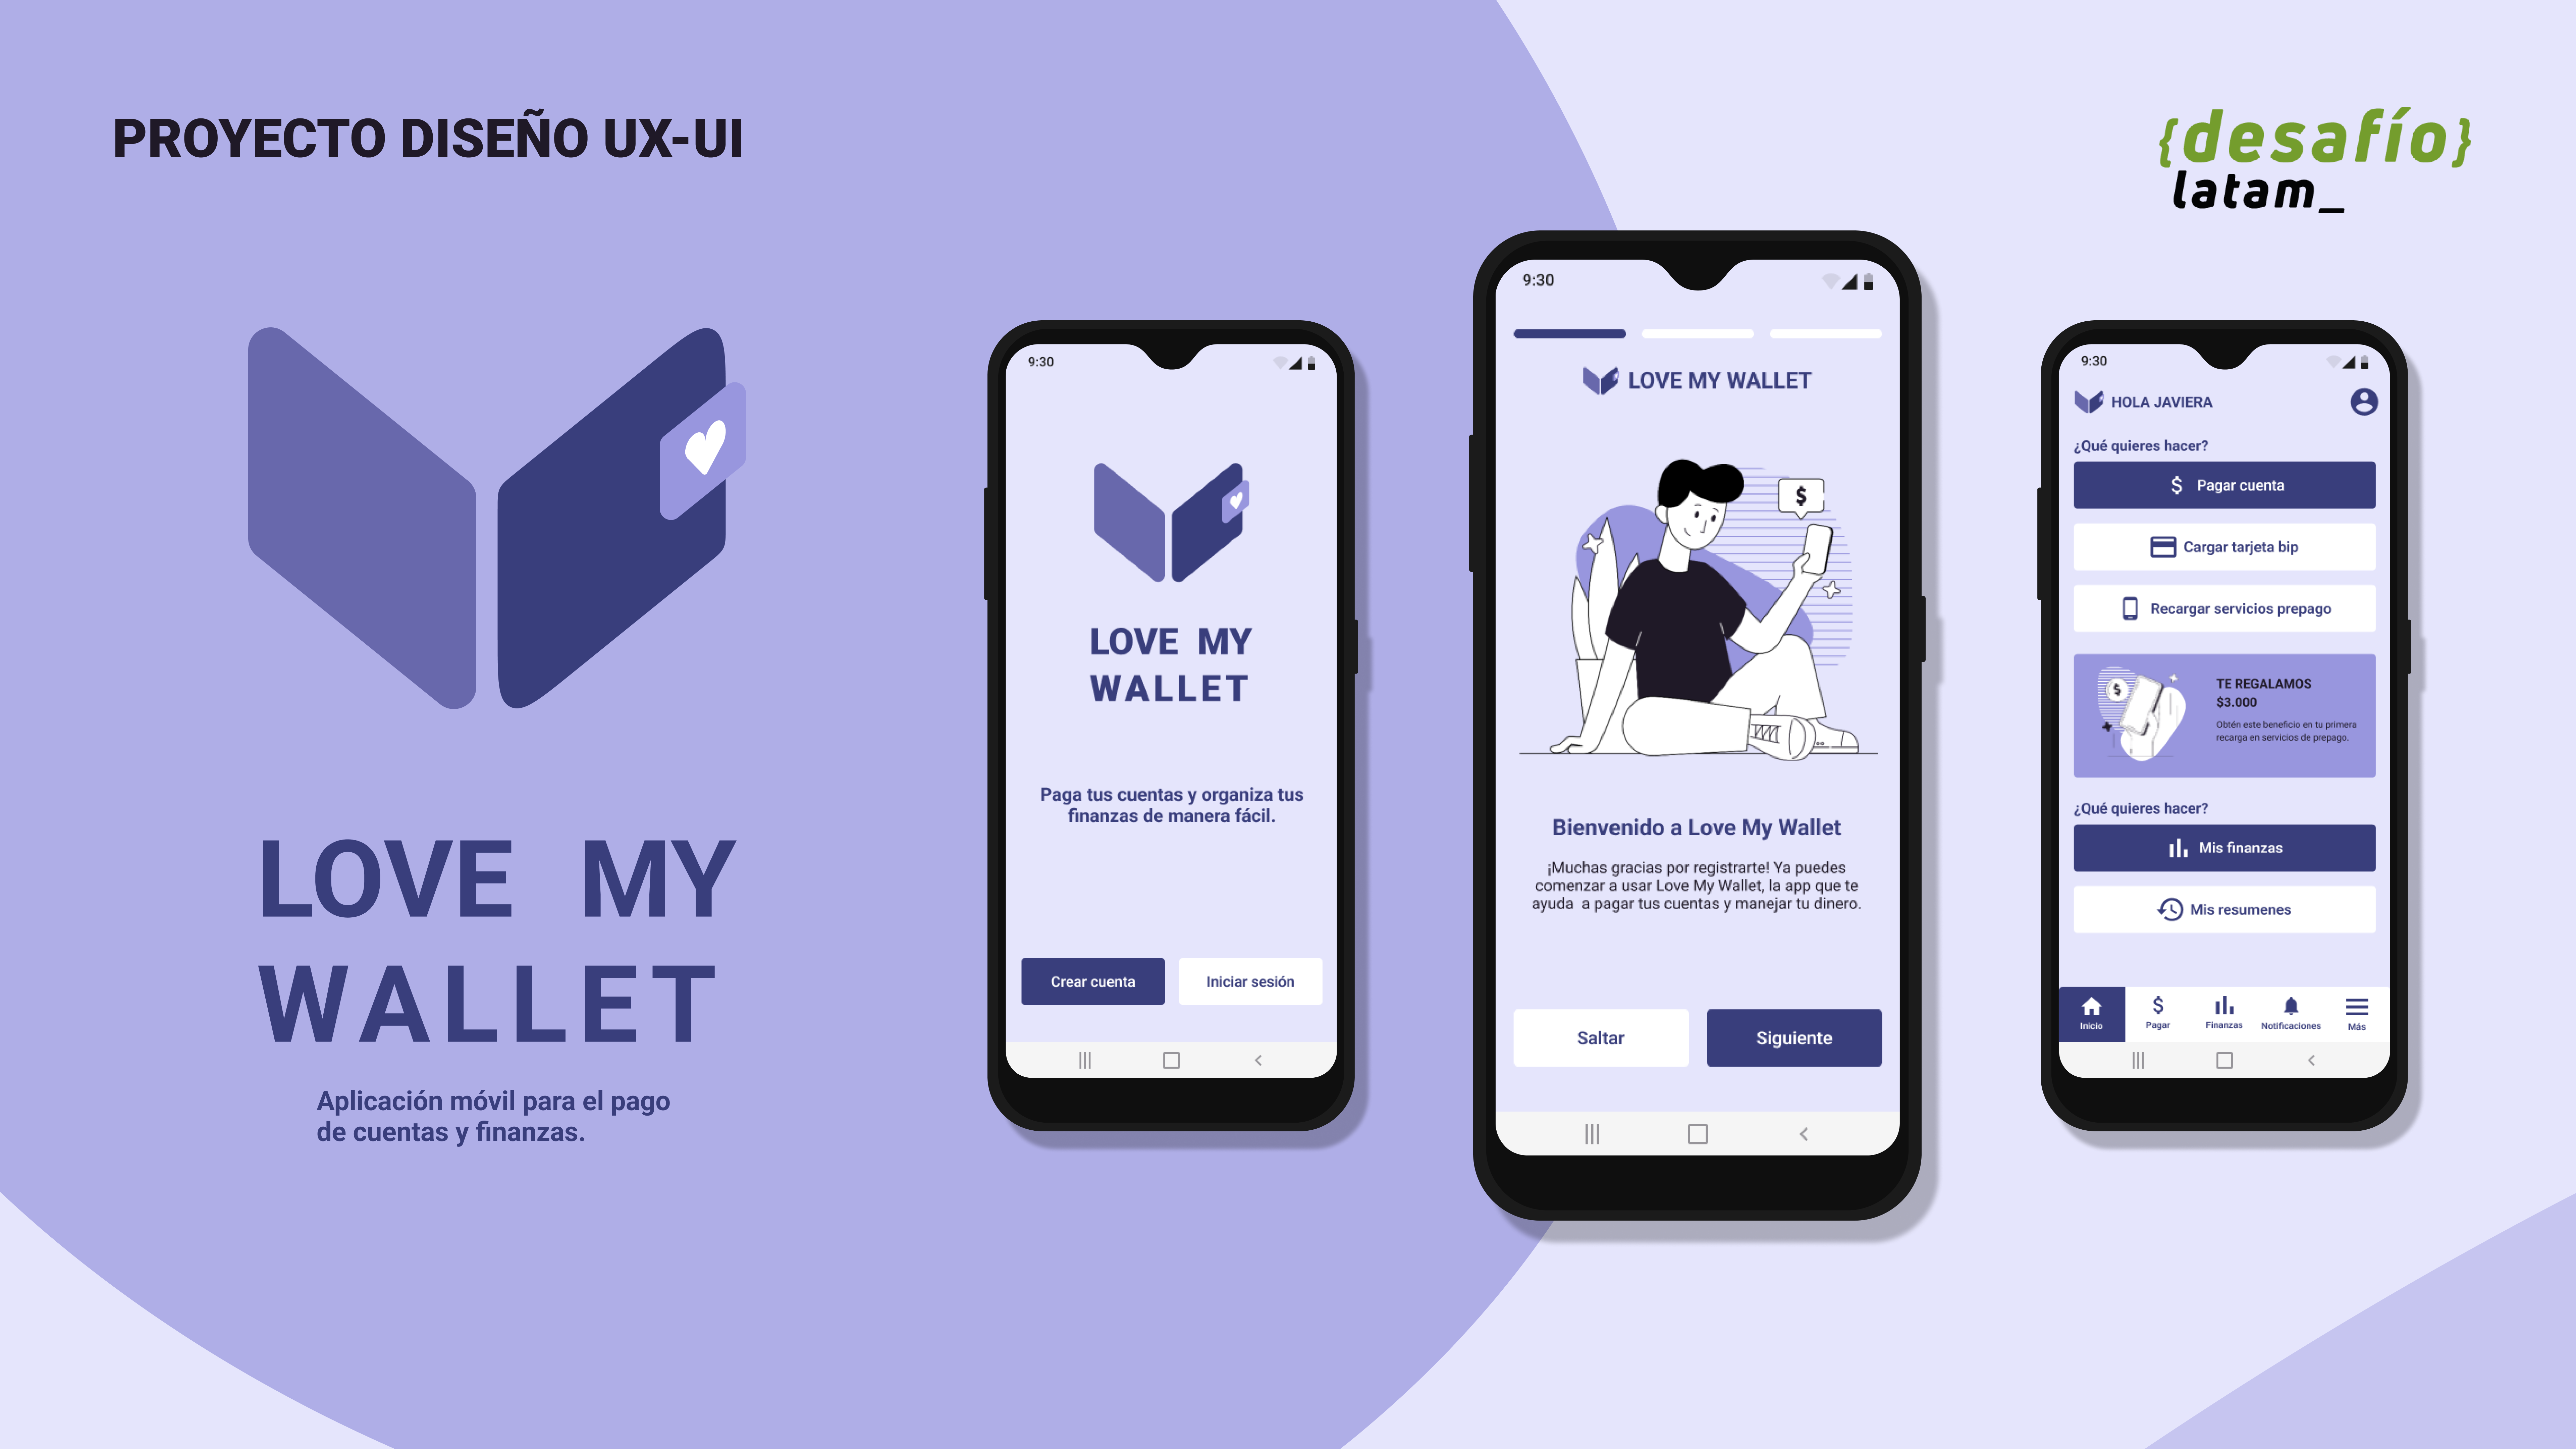 PROYECTO DISEÑO UX-UI
{desafío}
latam_
LOVE MY
WALLET
Aplicación móvil para el pago
de cuentas y finanzas.
9:30
LOVE MY
WALLET
Paga tus cuentas y organiza tus
finanzas de manera fácil.
Crear cuenta
Iniciar sesión
9:30
LOVE MY WALLET
$
Bienvenido a Love My Wallet
¡Muchas gracias por registrarte! Ya puedes
comenzar a usar Love My Wallet, la app que te
ayuda a pagar tus cuentas y manejar tu dinero.
Saltar
Siguiente
9:30
HOLA JAVIERA
¿Qué quieres hacer?
$ Pagar cuenta
Cargar tarjeta bip
Recargar servicios prepago
$
TE REGALAMOS
$3.000
Obtén este beneficio en tu primera
recarga en servicios de prepago.
¿Qué quieres hacer?
Mis finanzas
Mis resumenes
$
Inicio
Pagar
Finanzas
Notificaciones
Más